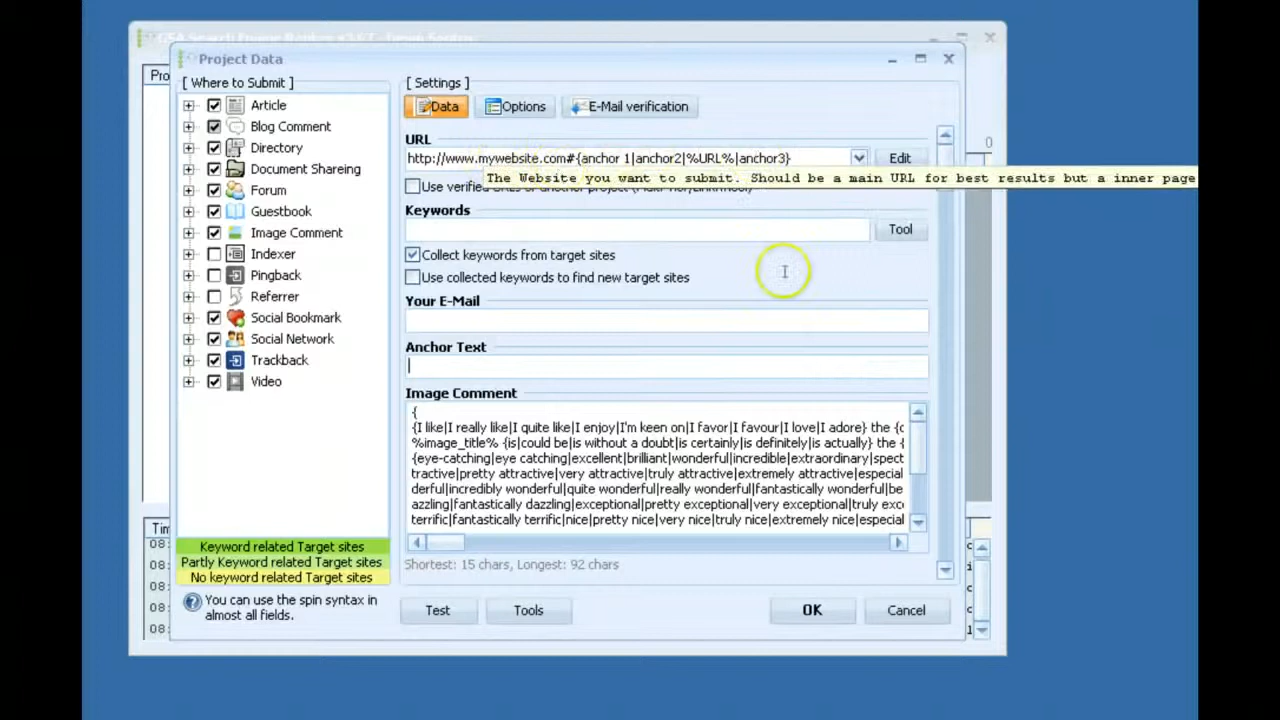 Project Data
Pro
[ Where to Submit ]
Article
Blog Comment
Directory
Document Shareing
Forum
Guestbook
Image Comment
Indexer
Pingback
Referrer
Social Bookmark
Social Network
Trackback
Video
Keyword related Target sites
Partly Keyword related Target sites
No keyword related Target sites
You can use the spin syntax in
almost all fields.
[ Settings ]
Data Options E-Mail verification
URL
http://www.mywebsite.com#{anchor 1|anchor2|%URL%|anchor3} Edit
The Website you want to submit. Should be a main URL for best results but a inner page
Keywords
Tool
Collect keywords from target sites
Use collected keywords to find new target sites
Your E-Mail
Anchor Text
Image Comment
{
{I like|I really like|I quite like|I enjoy|I'm keen on|I favor|I favour|I love|I adore} the {c
%image_title% {is|could be|is without a doubt|is certainly|is definitely|is actually} the {
{eye-catching|eye catching|excellent|brilliant|wonderful|incredible|extraordinary|spect
tractive|pretty attractive|very attractive|truly attractive|extremely attractive|especial
derful|incredibly wonderful|quite wonderful|really wonderful|fantastically wonderful|be
azzling|fantastically dazzling|exceptional|pretty exceptional|very exceptional|truly exce
terrific|fantastically terrific|nice|pretty nice|very nice|truly nice|extremely nice|especial
Shortest: 15 chars, Longest: 92 chars
Test Tools OK Cancel
Tim
08:
08:
08:
08:
08:
0